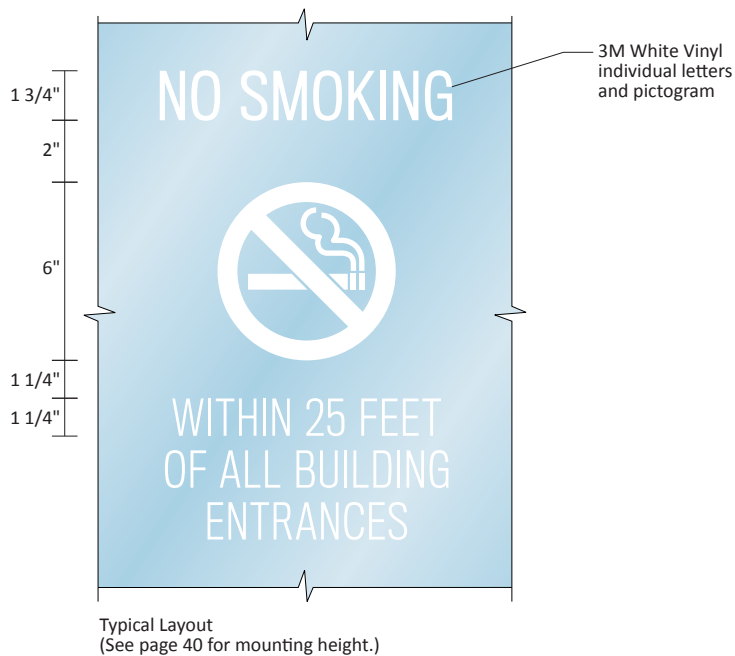 NO SMOKING
3M White Vinyl
individual letters
and pictogram
1 3/4"
2"
6"
1 1/4"
1 1/4"
WITHIN 25 FEET
OF ALL BUILDING
ENTRANCES
Typical Layout
(See page 40 for mounting height.)